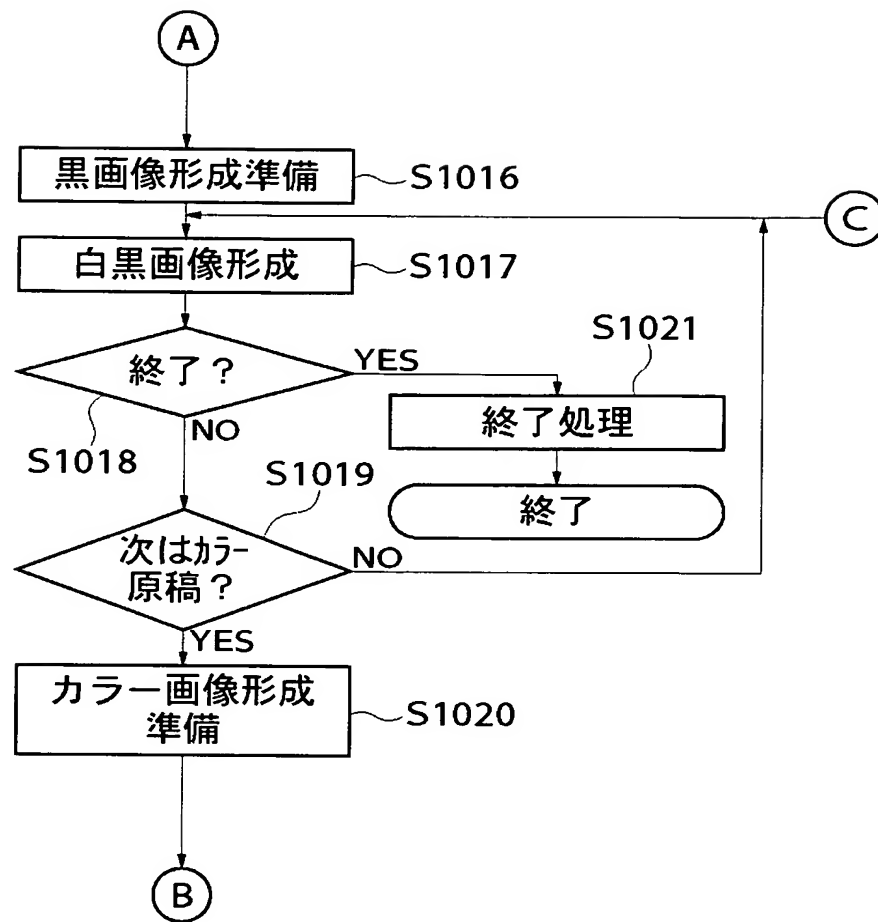 A
黒画像形成準備
S1016
C
白黒画像形成
S1017
S1021
終了？
YES
終了処理
NO
S1018
S1019
終了
次はカラー
原稿？
NO
YES
カラー画像形成
準備
S1020
B